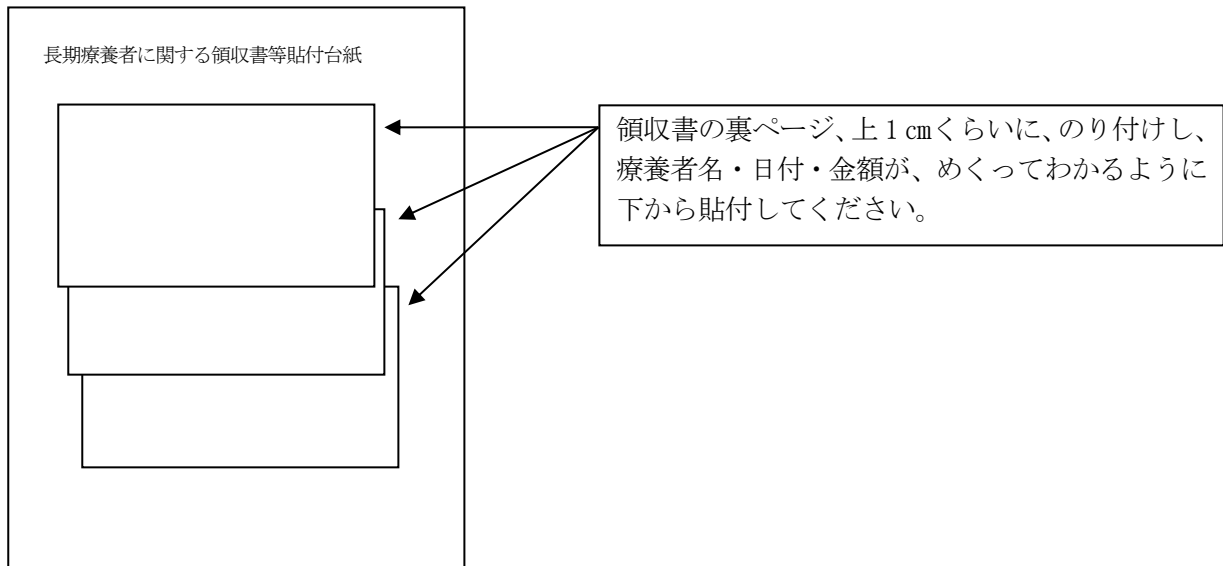 長期療養者に関する領収書等貼付台紙
領収書の裏ページ、上１㎝くらいに、のり付けし、
療養者名・日付・金額が、めくってわかるように
下から貼付してください。